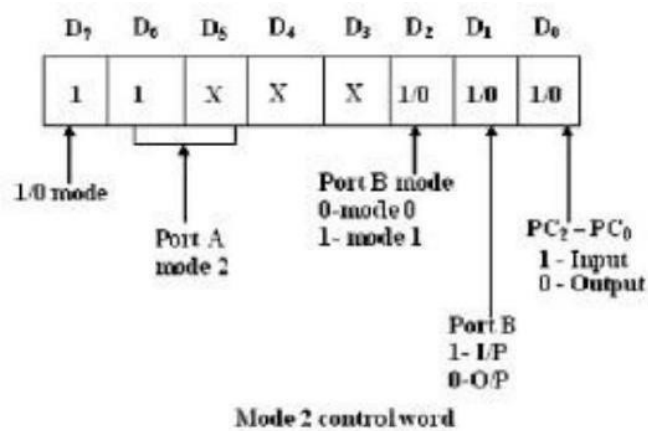 D7 D6 D5 D4 D3 D2 D1 D0
1 1 X X X 1/0 1/0 1/0
1/0 mode
Port A
mode 2
Port B mode
0-mode 0
1- mode 1
Port B
1- I/P
0-O/P
PC2 – PC0
1 - Input
0 - Output
Mode 2 control word